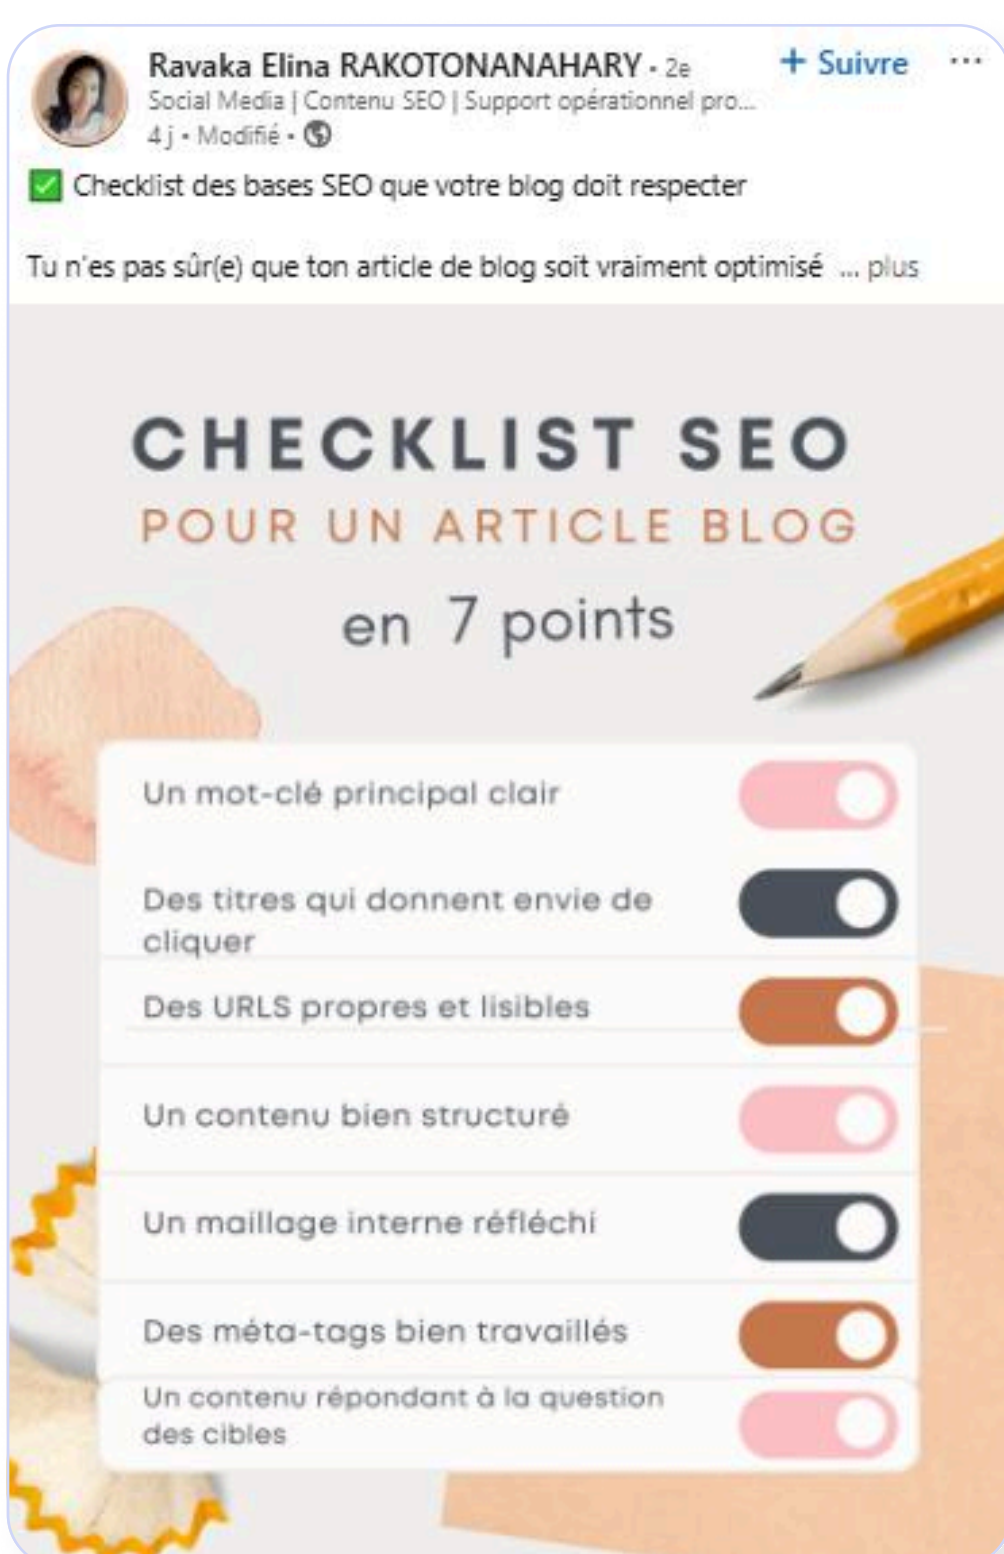 Ravaka Elina RAKOTONANAHARY • 2e
+ Suivre
...
Social Media | Contenu SEO | Support opérationnel pro...
4 j • Modifié •
Checklist des bases SEO que votre blog doit respecter
Tu n'es pas sûr(e) que ton article de blog soit vraiment optimisé ... plus
CHECKLIST SEO
POUR UN ARTICLE BLOG
en 7 points
Un mot-clé principal clair
Des titres qui donnent envie de
cliquer
Des URLS propres et lisibles
Un contenu bien structuré
Un maillage interne réfléchi
Des méta-tags bien travaillés
Un contenu répondant à la question
des cibles